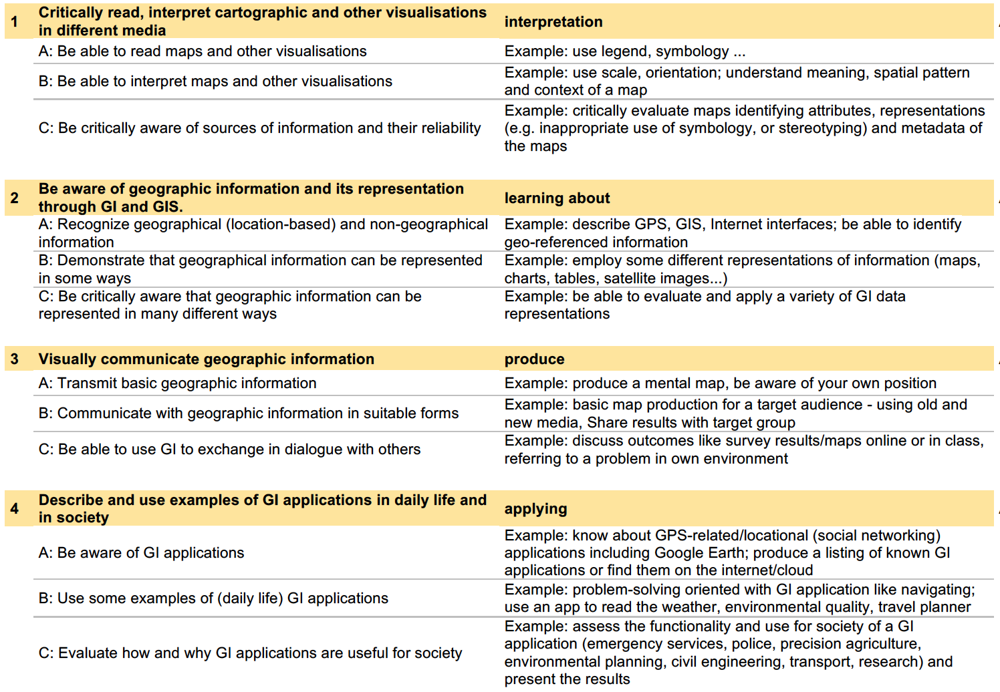 1 Critically read, interpret cartographic and other visualisations in different media interpretation
A: Be able to read maps and other visualisations Example: use legend, symbology ...
B: Be able to interpret maps and other visualisations Example: use scale, orientation; understand meaning, spatial pattern and context of a map
C: Be critically aware of sources of information and their reliability Example: critically evaluate maps identifying attributes, representations (e.g. inappropriate use of symbology, or stereotyping) and metadata of the maps
2 Be aware of geographic information and its representation through GI and GIS. learning about
A: Recognize geographical (location-based) and non-geographical information Example: describe GPS, GIS, Internet interfaces; be able to identify geo-referenced information
B: Demonstrate that geographical information can be represented in some ways Example: employ some different representations of information (maps, charts, tables, satellite images...)
C: Be critically aware that geographic information can be represented in many different ways Example: be able to evaluate and apply a variety of GI data representations
3 Visually communicate geographic information produce
A: Transmit basic geographic information Example: produce a mental map, be aware of your own position
B: Communicate with geographic information in suitable forms Example: basic map production for a target audience - using old and new media, Share results with target group
C: Be able to use GI to exchange in dialogue with others Example: discuss outcomes like survey results/maps online or in class, referring to a problem in own environment
4 Describe and use examples of GI applications in daily life and in society applying
A: Be aware of GI applications Example: know about GPS-related/locational (social networking) applications including Google Earth; produce a listing of known GI applications or find them on the internet/cloud
B: Use some examples of (daily life) GI applications Example: problem-solving oriented with GI application like navigating; use an app to read the weather, environmental quality, travel planner
C: Evaluate how and why GI applications are useful for society Example: assess the functionality and use for society of a GI application (emergency services, police, precision agriculture, environmental planning, civil engineering, transport, research) and present the results